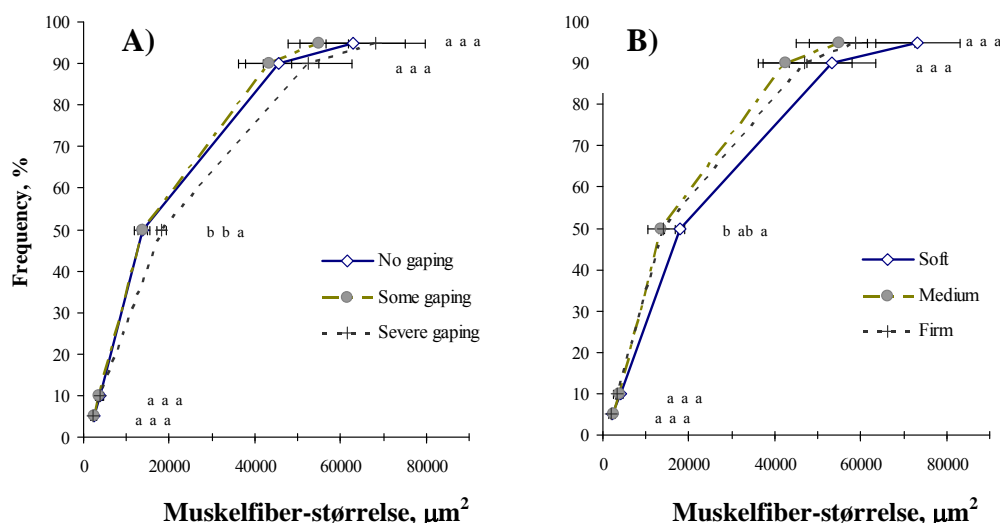 A)
Frequency, %
100
90
80
70
60
50
40
30
20
10
0
a a a
a a a
b b a
No gaping
Some gaping
Severe gaping
a a a
a a a
0 20000 40000 60000 80000
Muskelfiber-størrelse, µm²
B)
100
90
80
70
60
50
40
30
20
10
0
a a a
a a a
b ab a
Soft
Medium
Firm
a a a
a a a
0 20000 40000 60000 80000
Muskelfiber-størrelse, µm²